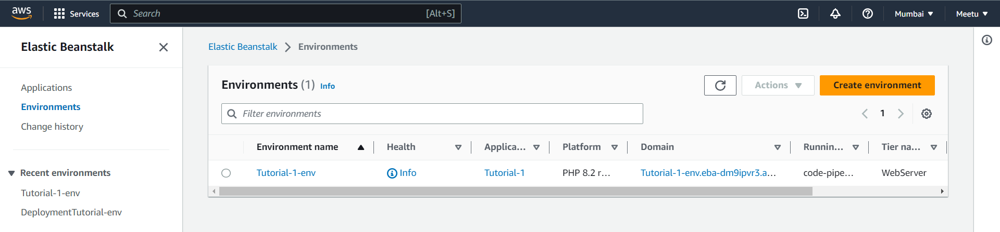 aws Services Search [Alt+S] Mumbai Meetu
Elastic Beanstalk
Applications
Environments
Change history
Recent environments
Tutorial-1-env
DeploymentTutorial-env
Elastic Beanstalk Environments
Environments (1) Info
Actions Create environment
Filter environments
1
Environment name Health Applica... Platform Domain Runnin... Tier na...
Tutorial-1-env Info Tutorial-1 PHP 8.2 r... Tutorial-1-env.eba-dm9ipvr3.a... code-pipe... WebServer